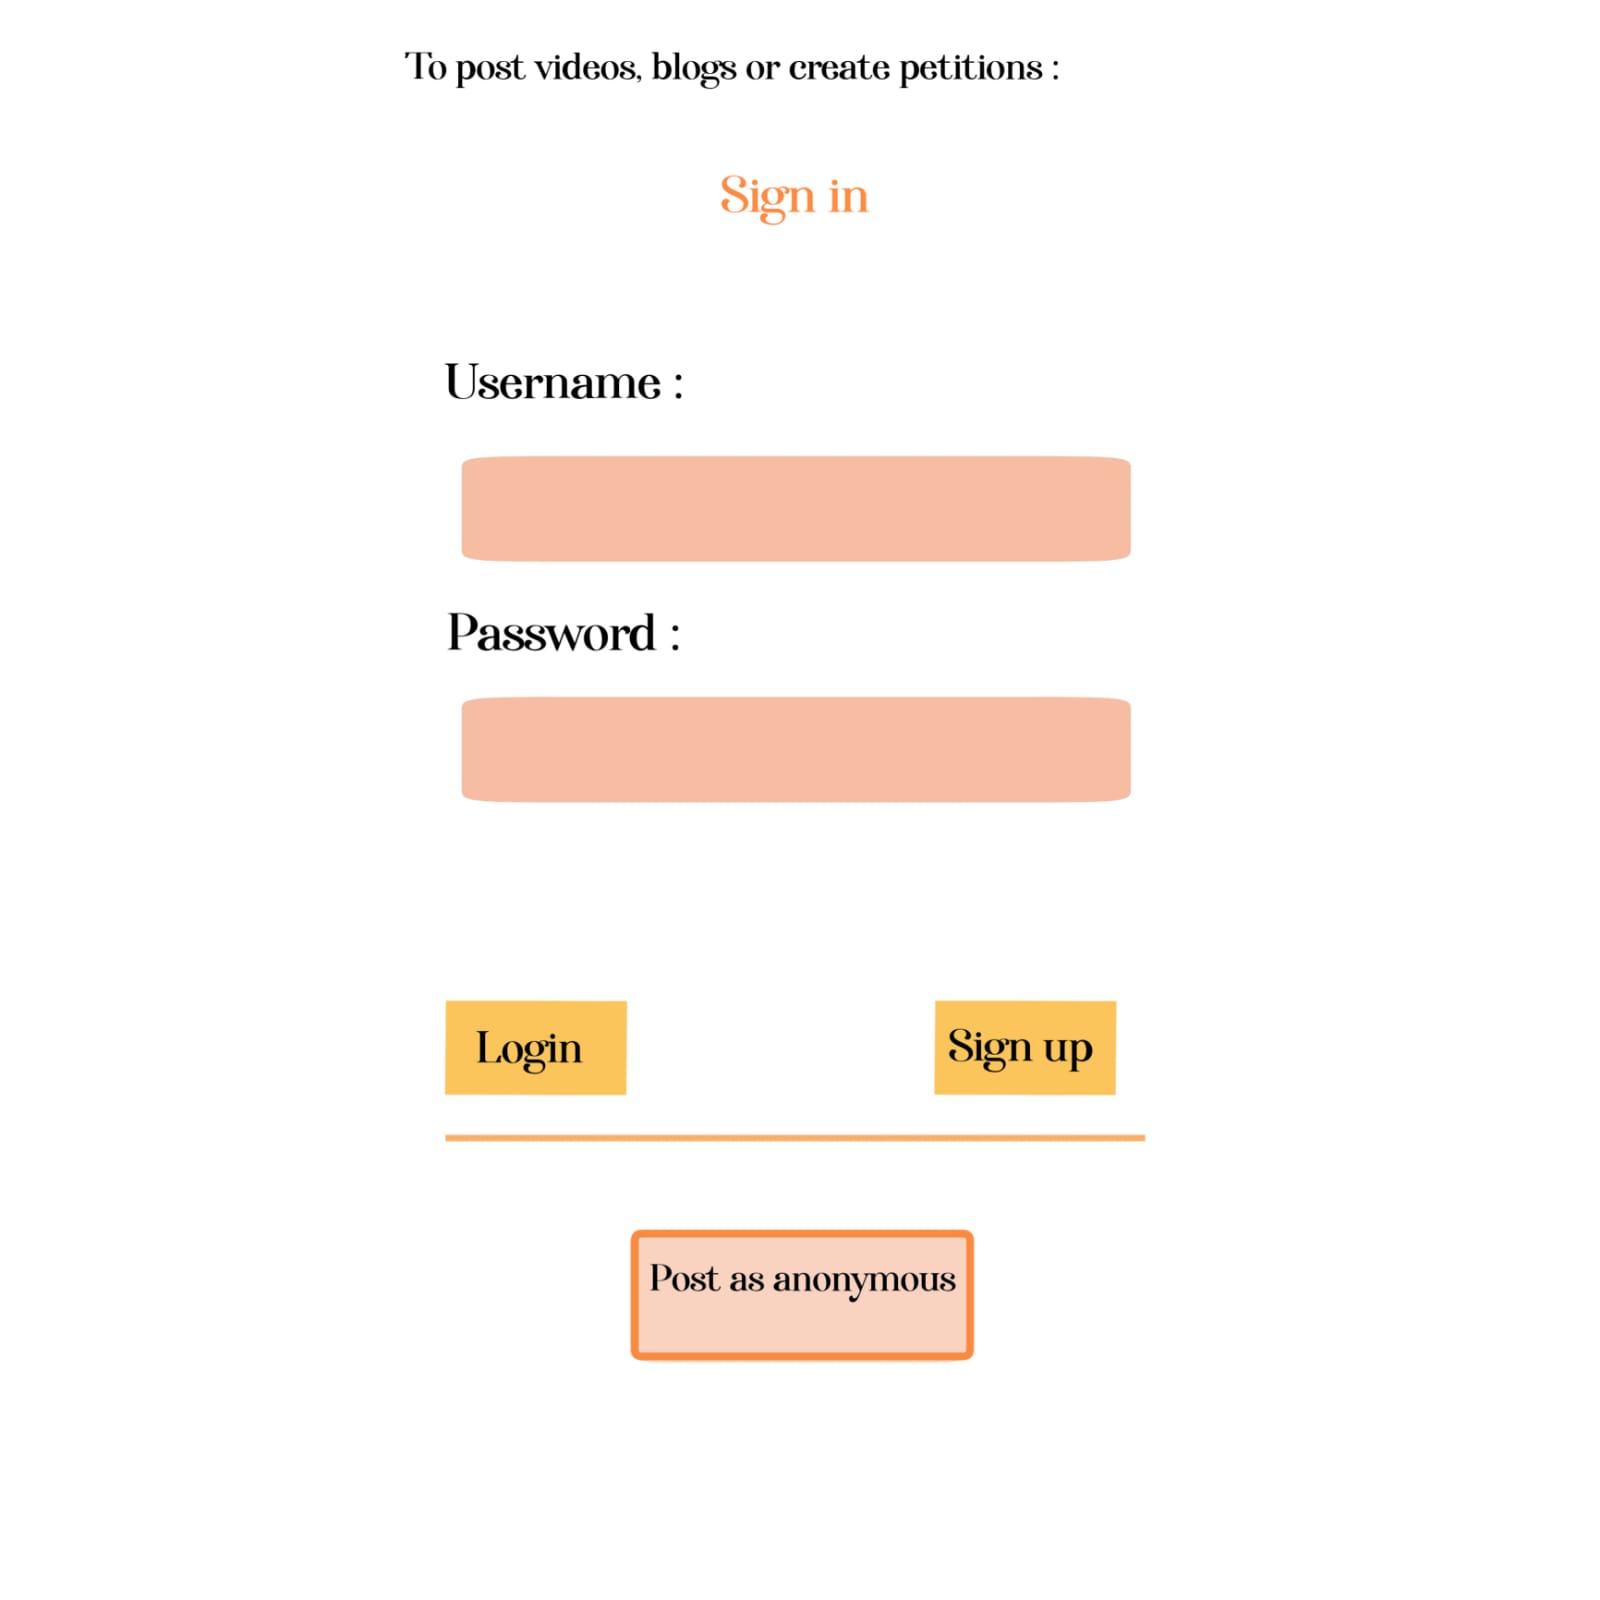 To post videos, blogs or create petitions :
Sign in
Username :
Password :
Login
Sign up
Post as anonymous